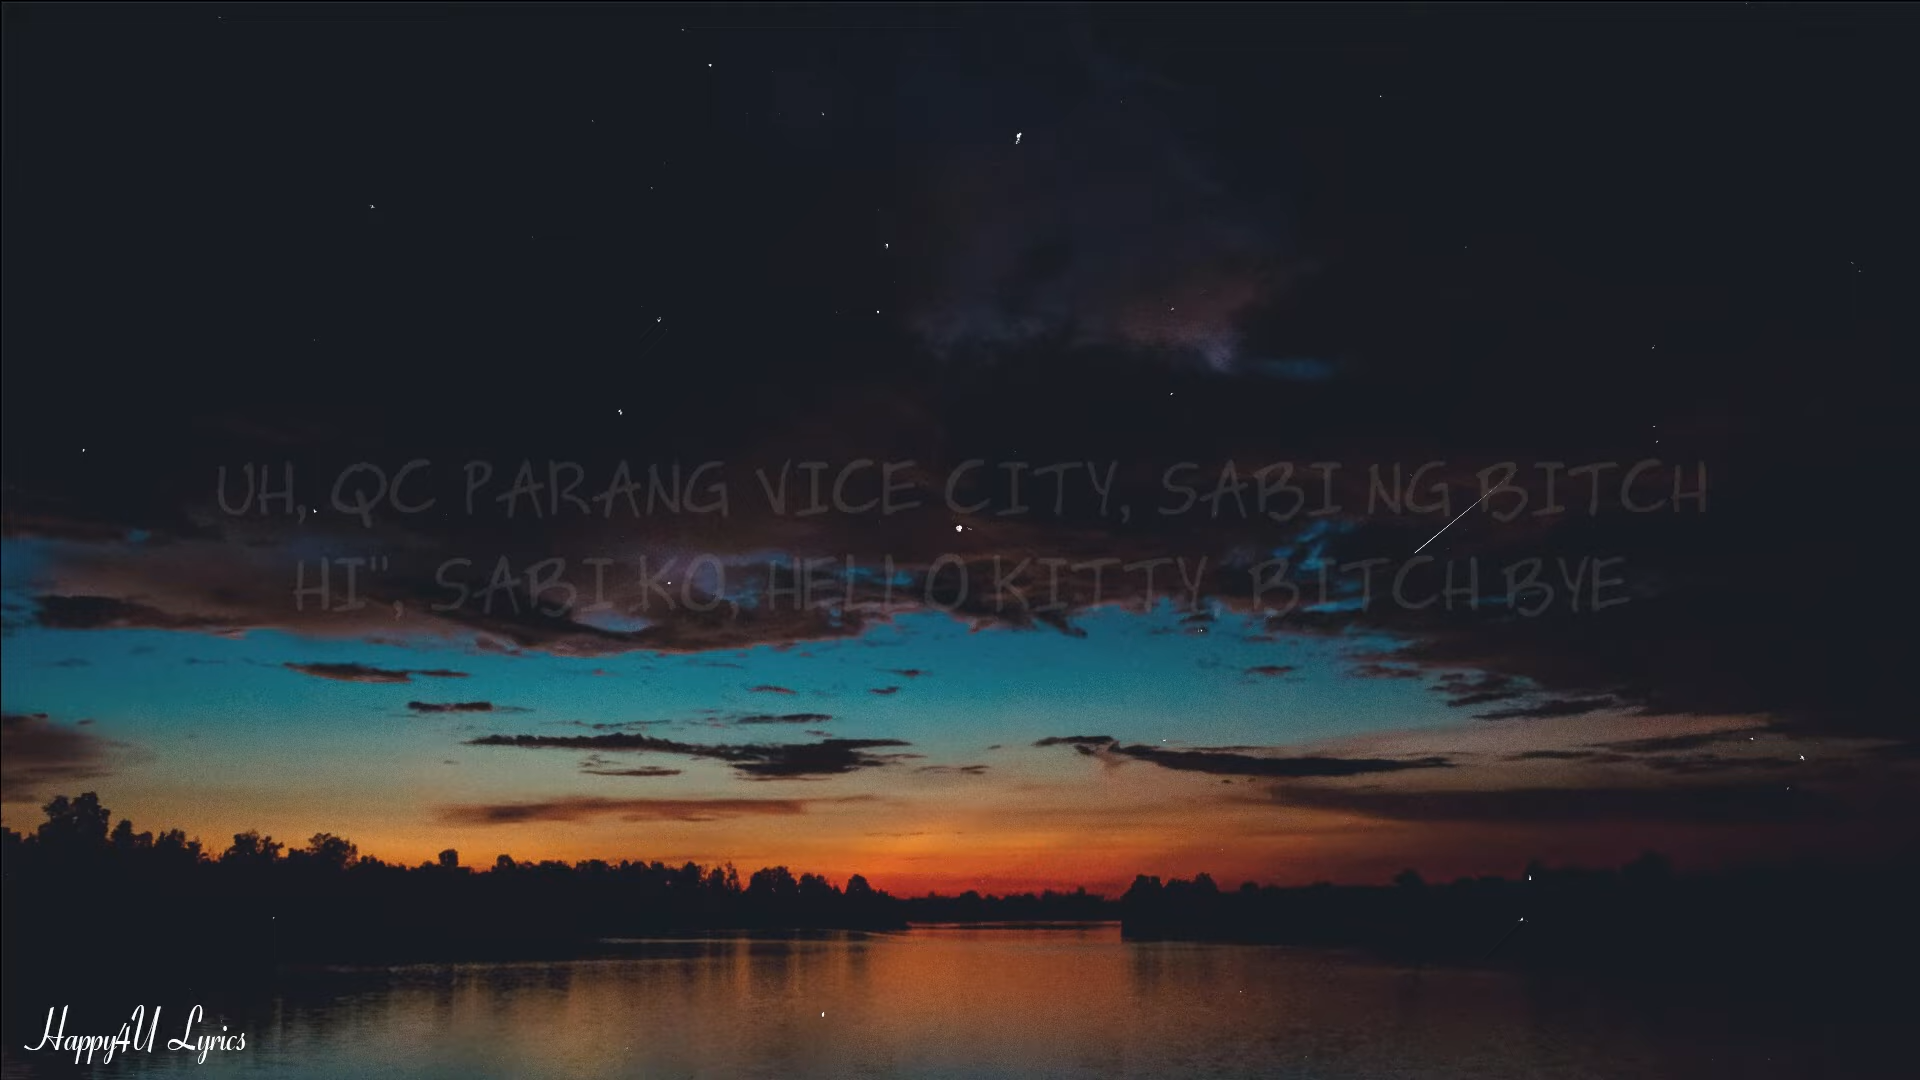 UH, QC PARANG VICE CITY, SABI NG BITCH
HI", SABI KO, HELLO KITTY BITCH BYE
Happy4U Lyrics